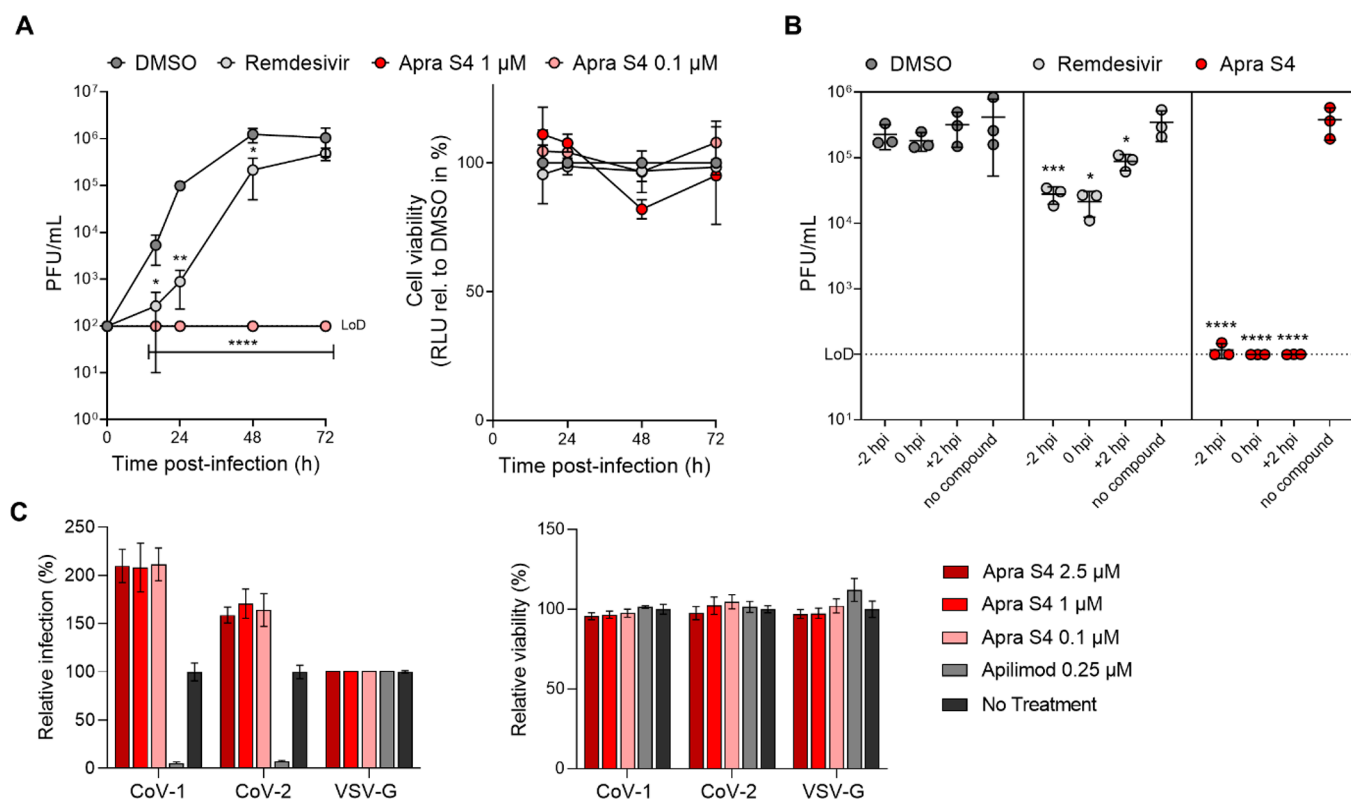 A
DMSO Remdesivir Apra S4 1 µM Apra S4 0.1 µM
PFU/mL
10⁷
10⁶
10⁵
10⁴
10³
10²
10¹
10⁰
*
**
*
LoD
****
0 24 48 72
Time post-infection (h)
Cell viability
(RLU rel. to DMSO in %)
100
50
0
0 24 48 72
Time post-infection (h)
B
DMSO Remdesivir Apra S4
PFU/mL
10⁶
10⁵
10⁴
10³
LoD
10¹
***
*
*
****
****
****
-2 hpi 0 hpi +2 hpi no compound
-2 hpi 0 hpi +2 hpi no compound
-2 hpi 0 hpi +2 hpi no compound
C
Relative infection (%)
250
200
150
100
50
0
CoV-1 CoV-2 VSV-G
Relative viability (%)
150
100
50
0
CoV-1 CoV-2 VSV-G
Apra S4 2.5 µM
Apra S4 1 µM
Apra S4 0.1 µM
Apilimod 0.25 µM
No Treatment